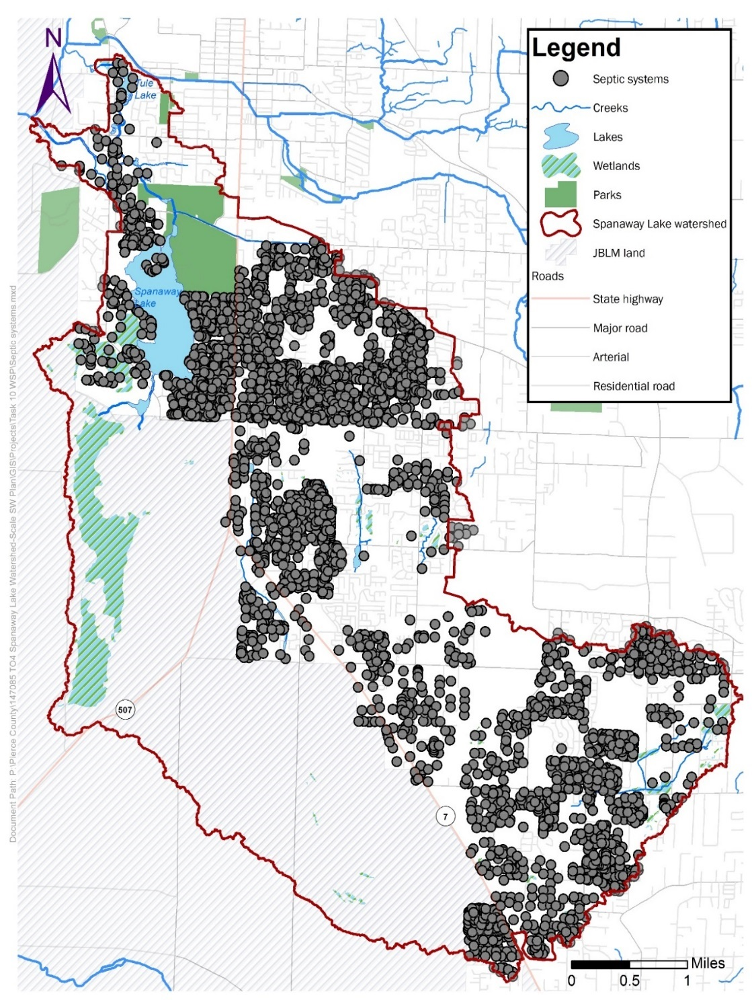 N
Legend
Septic systems
Creeks
Lakes
Wetlands
Parks
Spanaway Lake watershed
JBLM land
Roads
State highway
Major road
Arterial
Residential road
Tule
Lake
Spanaway
Lake
507
7
Miles
0 0.5 1
Document Path: P:\Pierce County\147085 TO4 Spanaway Lake Watershed-Scale SW Plan\GIS\Projects\Task 10 WSP\Septic systems.mxd